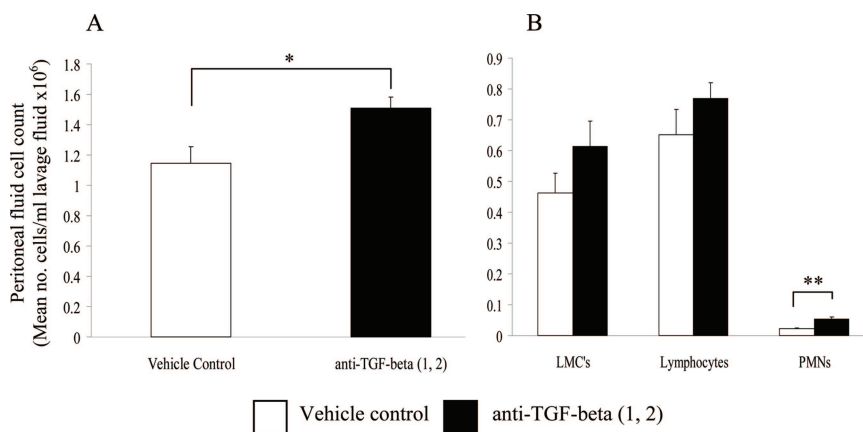 A
B
*
Peritoneal fluid cell count
(Mean no. cells/ml lavage fluid x10⁶)
1.8
1.6
1.4
1.2
1
0.8
0.6
0.4
0.2
0
Vehicle Control
anti-TGF-beta (1, 2)
0.9
0.8
0.7
0.6
0.5
0.4
0.3
0.2
0.1
0
**
LMC's
Lymphocytes
PMNs
Vehicle control
anti-TGF-beta (1, 2)